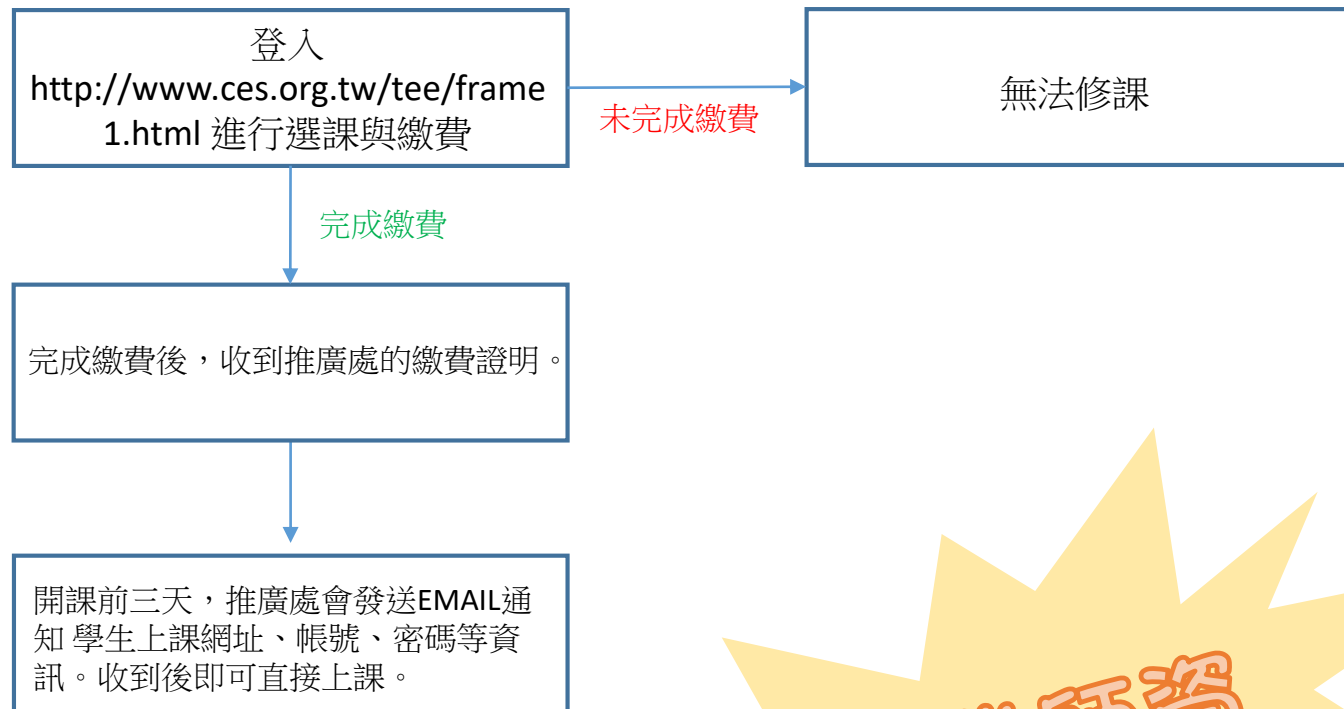 登入
http://www.ces.org.tw/tee/frame
1.html 進行選課與繳費
未完成繳費
無法修課
完成繳費
完成繳費後，收到推廣處的繳費證明。
開課前三天，推廣處會發送EMAIL通
知 學生上課網址、帳號、密碼等資
訊。收到後即可直接上課。
資